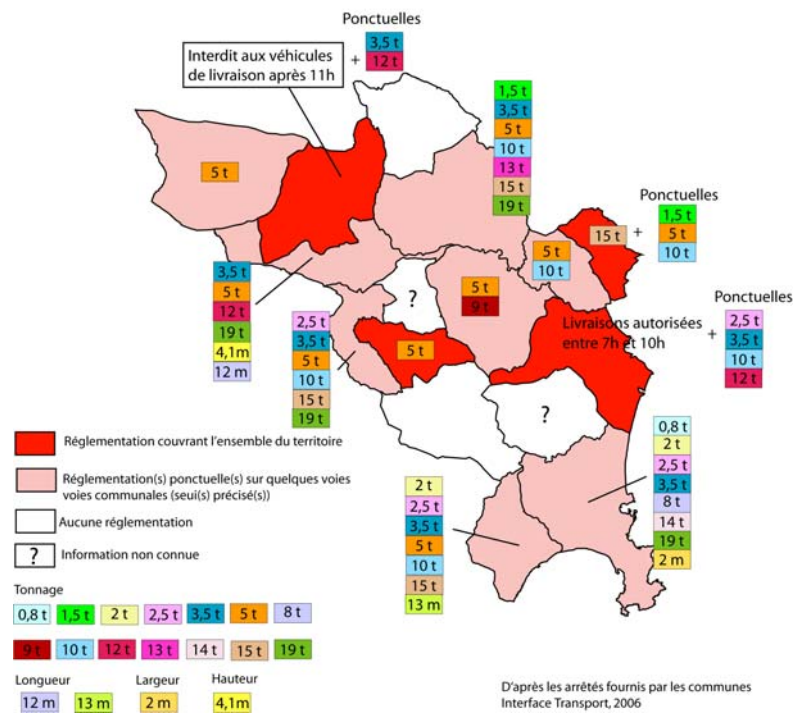 Ponctuelles
3,5 t
+ 12 t
Interdit aux véhicules
de livraison après 11h
1,5 t
3,5 t
5 t
10 t
13 t
15 t
19 t
5 t
Ponctuelles
1,5 t
15 t + 5 t
10 t
5 t
10 t
3,5 t
5 t
12 t
19 t
4,1m
12 m
?
5 t
9 t
Ponctuelles
2,5 t
3,5 t
10 t
12 t
Livraisons autorisées +
entre 7h et 10h
2,5 t
3,5 t
5 t
10 t
15 t
19 t
5 t
?
0,8 t
2 t
2,5 t
3,5 t
8 t
14 t
19 t
2 m
2 t
2,5 t
3,5 t
5 t
10 t
15 t
13 m
Réglementation couvrant l'ensemble du territoire
Réglementation(s) ponctuelle(s) sur quelques voies
voies communales (seui(s) précisé(s))
Aucune réglementation
? Information non connue
Tonnage
0,8 t 1,5 t 2 t 2,5 t 3,5 t 5 t 8 t
9 t 10 t 12 t 13 t 14 t 15 t 19 t
Longueur Largeur Hauteur
12 m 13 m 2 m 4,1m
D'après les arrêtés fournis par les communes
Interface Transport, 2006